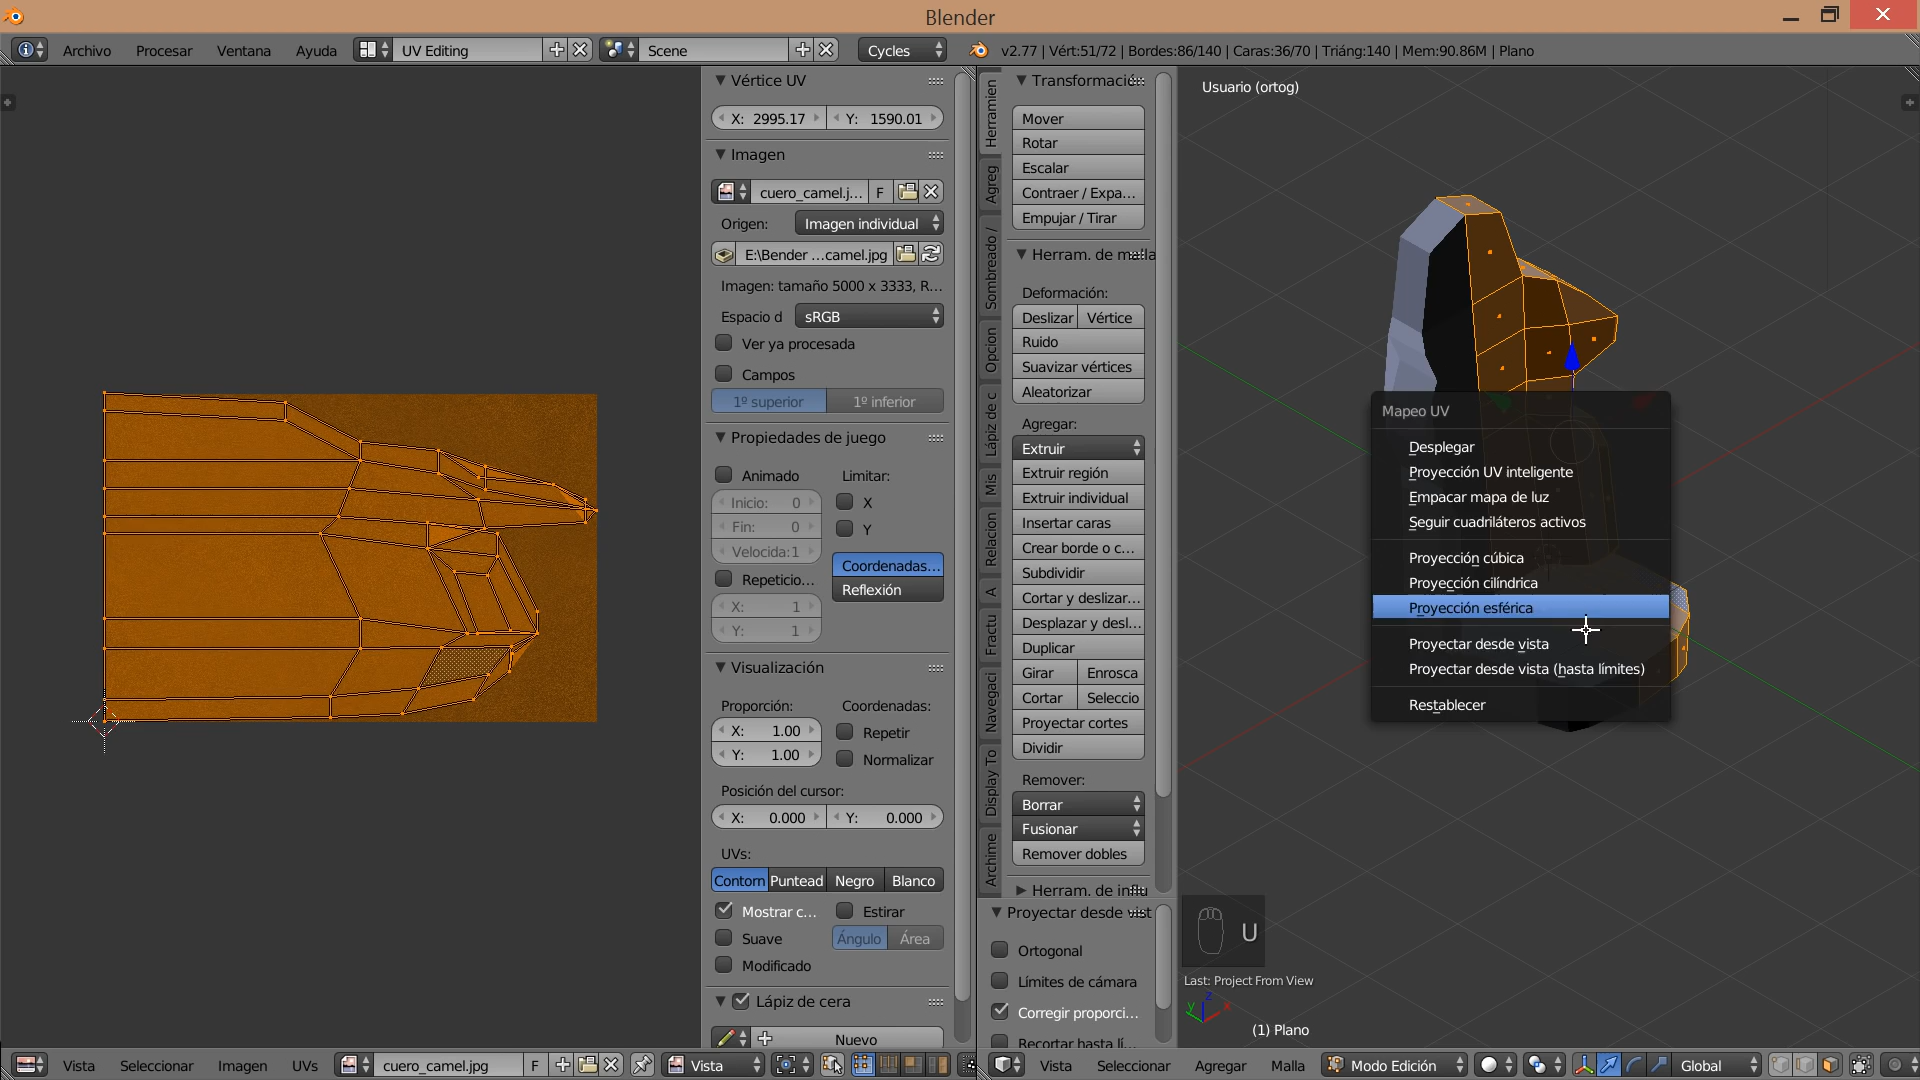 Blender
Archivo Procesar Ventana Ayuda UV Editing Scene Cycles v2.77 | Vért:51/72 | Bordes:86/140 | Caras:36/70 | Triáng:140 | Mem:90.86M | Plano
Vértice UV
X: 2995.17 Y: 1590.01
Imagen
cuero_camel.j... F
Origen: Imagen individual
E:\Bender ...camel.jpg
Imagen: tamaño 5000 x 3333, R...
Espacio d sRGB
Ver ya procesada
Campos
1º superior 1º inferior
Propiedades de juego
Animado Limitar:
Inicio: 0 X
Fin: 0 Y
Velocida:1
Coordenadas...
Repeticio... Reflexión
X: 1
Y: 1
Visualización
Proporción: Coordenadas:
X: 1.00 Repetir
Y: 1.00 Normalizar
Posición del cursor:
X: 0.000 Y: 0.000
UVs:
Contorn Puntead Negro Blanco
Mostrar c... Estirar
Suave Ángulo Área
Modificado
Lápiz de cera
Nuevo
Herramien
Agreg
Sombreado /
Opcion
Lápiz de c
Mis
Relacion
A
Fractu
Navegaci
Display To
Archime
Transformació
Mover
Rotar
Escalar
Contraer / Expa...
Empujar / Tirar
Herram. de malla
Deformación:
Deslizar Vértice
Ruido
Suavizar vértices
Aleatorizar
Agregar:
Extruir
Extruir región
Extruir individual
Insertar caras
Crear borde o c...
Subdividir
Cortar y deslizar...
Desplazar y desl...
Duplicar
Girar Enrosca
Cortar Seleccio
Proyectar cortes
Dividir
Remover:
Borrar
Fusionar
Remover dobles
Herram. de influ
Proyectar desde vist
Ortogonal
Límites de cámara
Corregir proporci...
Recortar hasta lí...
Usuario (ortog)
Mapeo UV
Desplegar
Proyección UV inteligente
Empacar mapa de luz
Seguir cuadriláteros activos
Proyección cúbica
Proyección cilíndrica
Proyección esférica
Proyectar desde vista
Proyectar desde vista (hasta límites)
Restablecer
U
Last: Project From View
z
y x
(1) Plano
Vista Seleccionar Imagen UVs cuero_camel.jpg F Vista
Vista Seleccionar Agregar Malla Modo Edición Global